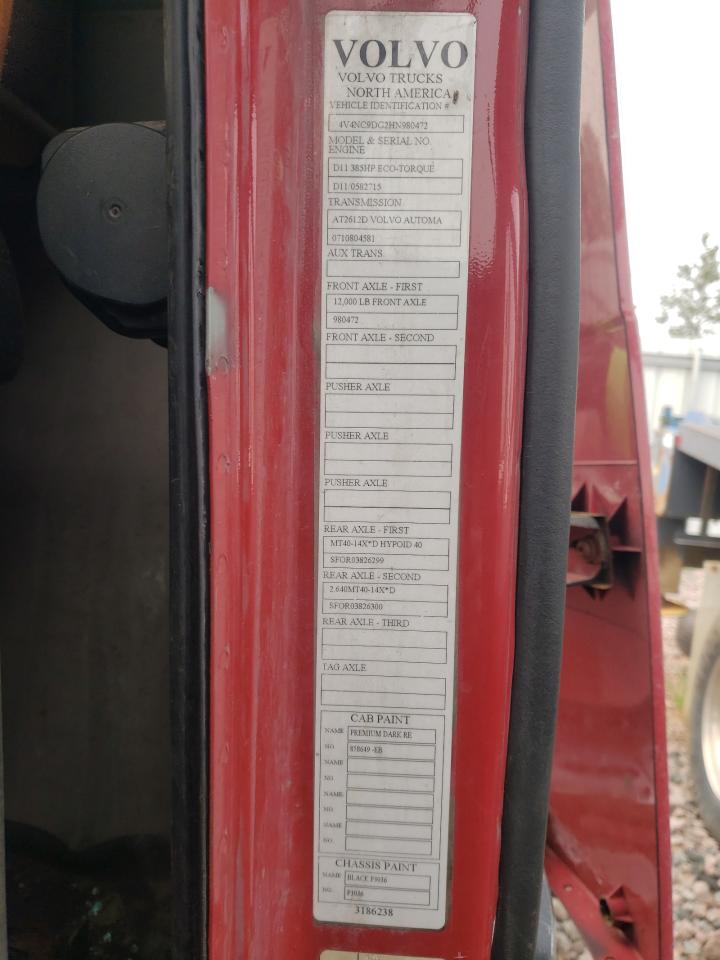 VOLVO
VOLVO TRUCKS
NORTH AMERICA
VEHICLE IDENTIFICATION #
4V4NC9DG2HN980472
MODEL & SERIAL NO.
ENGINE
D11 385HP ECO-TORQUE
D11/0582715
TRANSMISSION
AT2612D VOLVO AUTOMA
0710804581
AUX TRANS
FRONT AXLE - FIRST
12,000 LB FRONT AXLE
980472
FRONT AXLE - SECOND
PUSHER AXLE
PUSHER AXLE
PUSHER AXLE
REAR AXLE - FIRST
MT40-14X*D HYPOID 40
SFOR03826299
REAR AXLE - SECOND
2.640MT40-14X*D
SFOR03826300
REAR AXLE - THIRD
TAG AXLE
CAB PAINT
NAME PREMIUM DARK RE
NO. 858649 -EB
NAME
NO.
NAME
NO.
NAME
NO.
CHASSIS PAINT
NAME BLACK P3036
NO. P3036
3186238